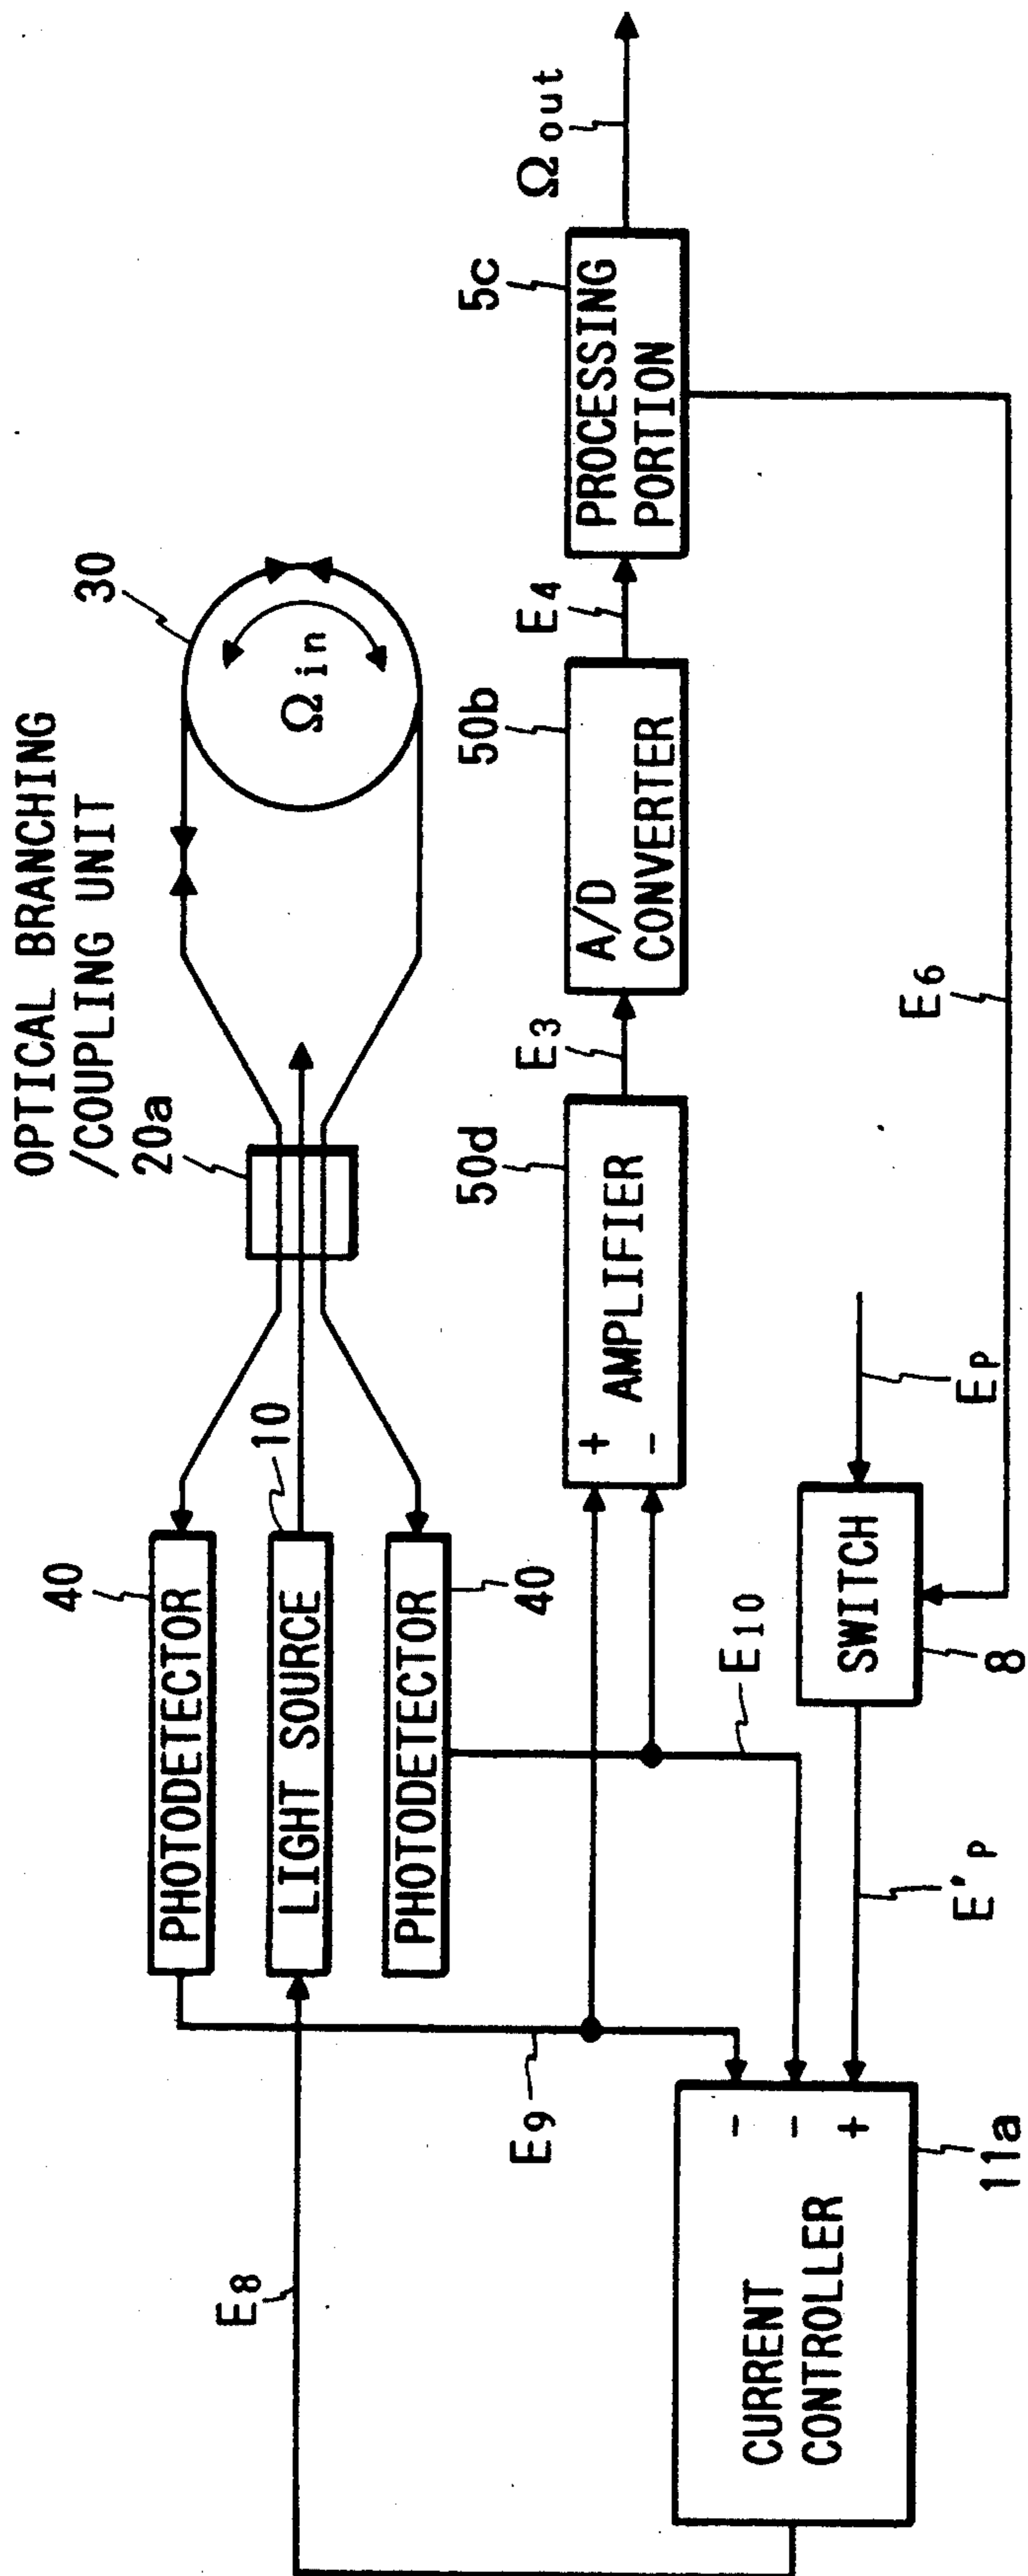 OPTICAL BRANCHING
/COUPLING UNIT
20a
30
Ωin
40
PHOTODETECTOR
10
LIGHT SOURCE
PHOTODETECTOR
40
E8
E9
E10
+
-
AMPLIFIER
50d
E3
A/D
CONVERTER
50b
E4
PROCESSING
PORTION
5c
Ωout
E6
EP
SWITCH
8
E'P
-
-
+
CURRENT
CONTROLLER
11a